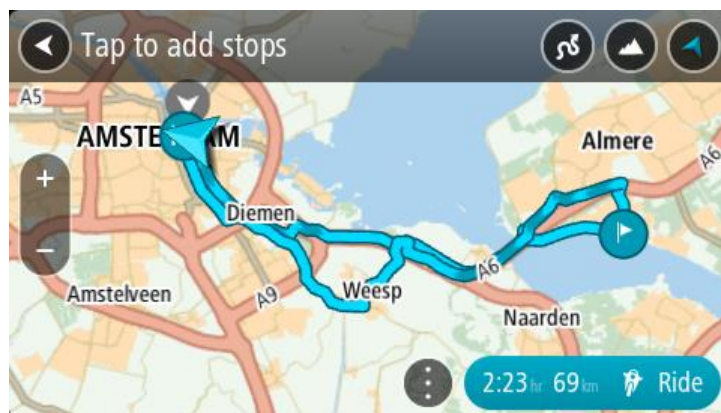 Tap to add stops
A5
AMSTE M
Almere
A6
+
Diemen
−
A6
Amstelveen
A9
Weesp
Naarden
2:23 hr 69 km Ride